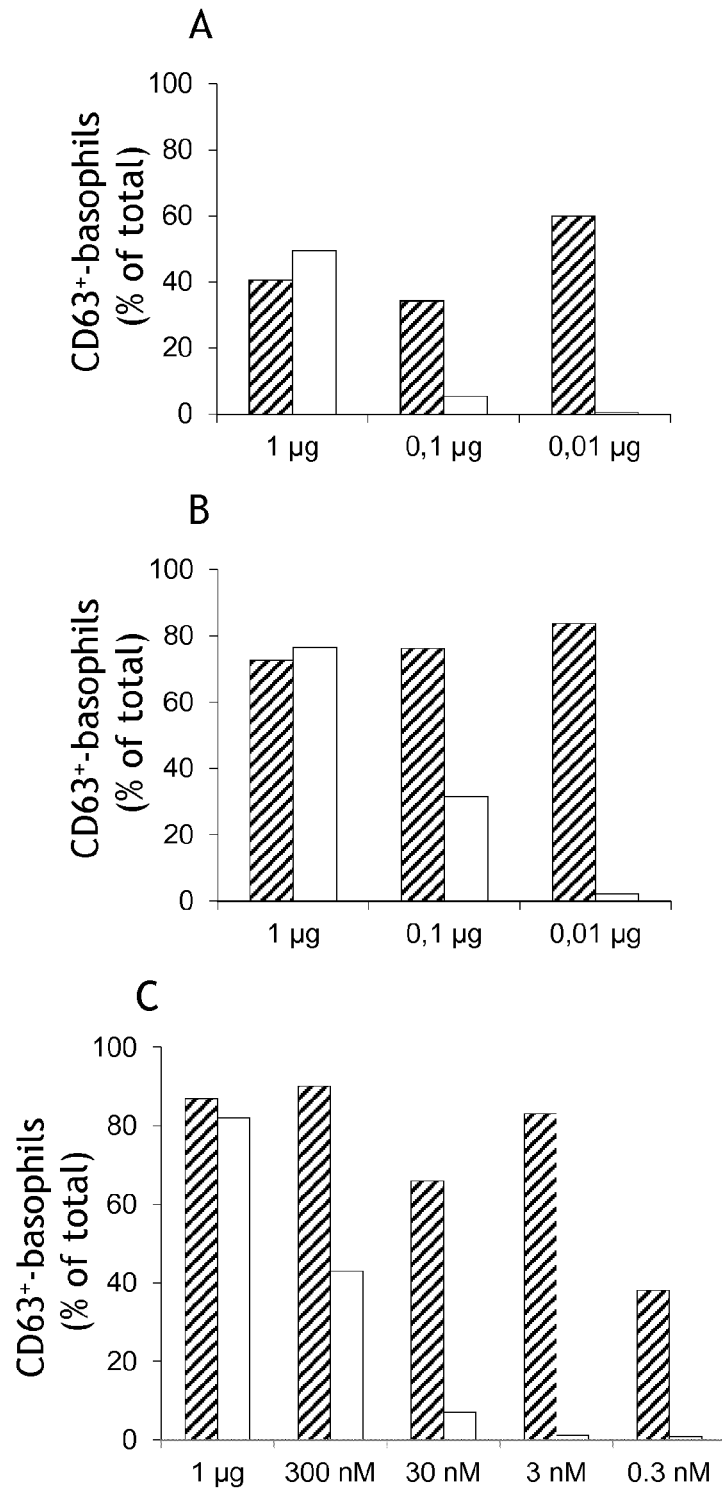 A
CD63⁺-basophils
(% of total)
100
80
60
40
20
0
1 µg 0,1 µg 0,01 µg
B
CD63⁺-basophils
(% of total)
100
80
60
40
20
0
1 µg 0,1 µg 0,01 µg
C
CD63⁺-basophils
(% of total)
100
80
60
40
20
0
1 µg 300 nM 30 nM 3 nM 0.3 nM